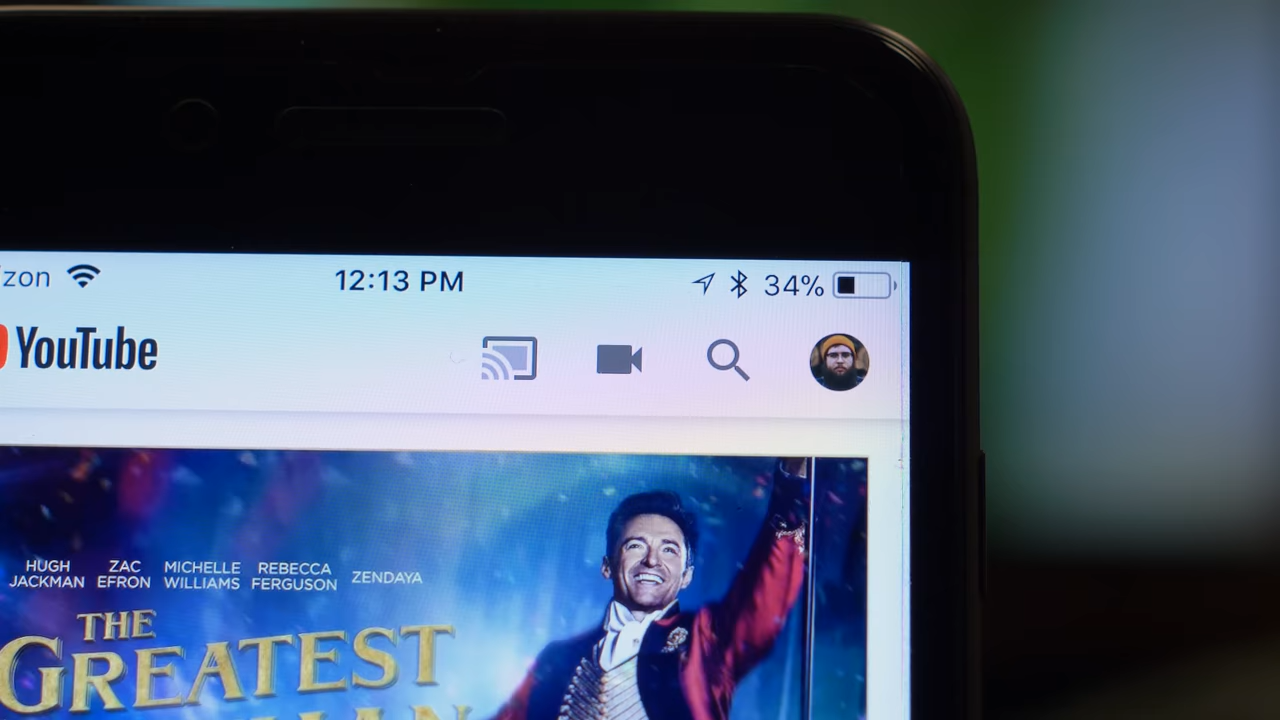 zon 12:13 PM 34%
YouTube
HUGH ZAC MICHELLE REBECCA ZENDAYA
JACKMAN EFRON WILLIAMS FERGUSON
THE
GREATEST